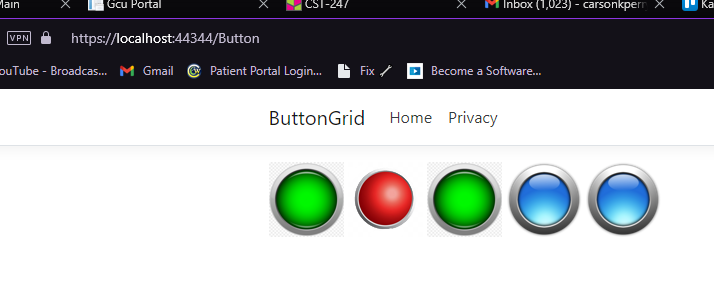 Main
Gcu Portal
CST-247
Inbox (1,023) - carsonkpern
Ka
VPN
https://localhost:44344/Button
ouTube - Broadcas...
Gmail
Patient Portal Login...
Fix
Become a Software...
ButtonGrid
Home
Privacy